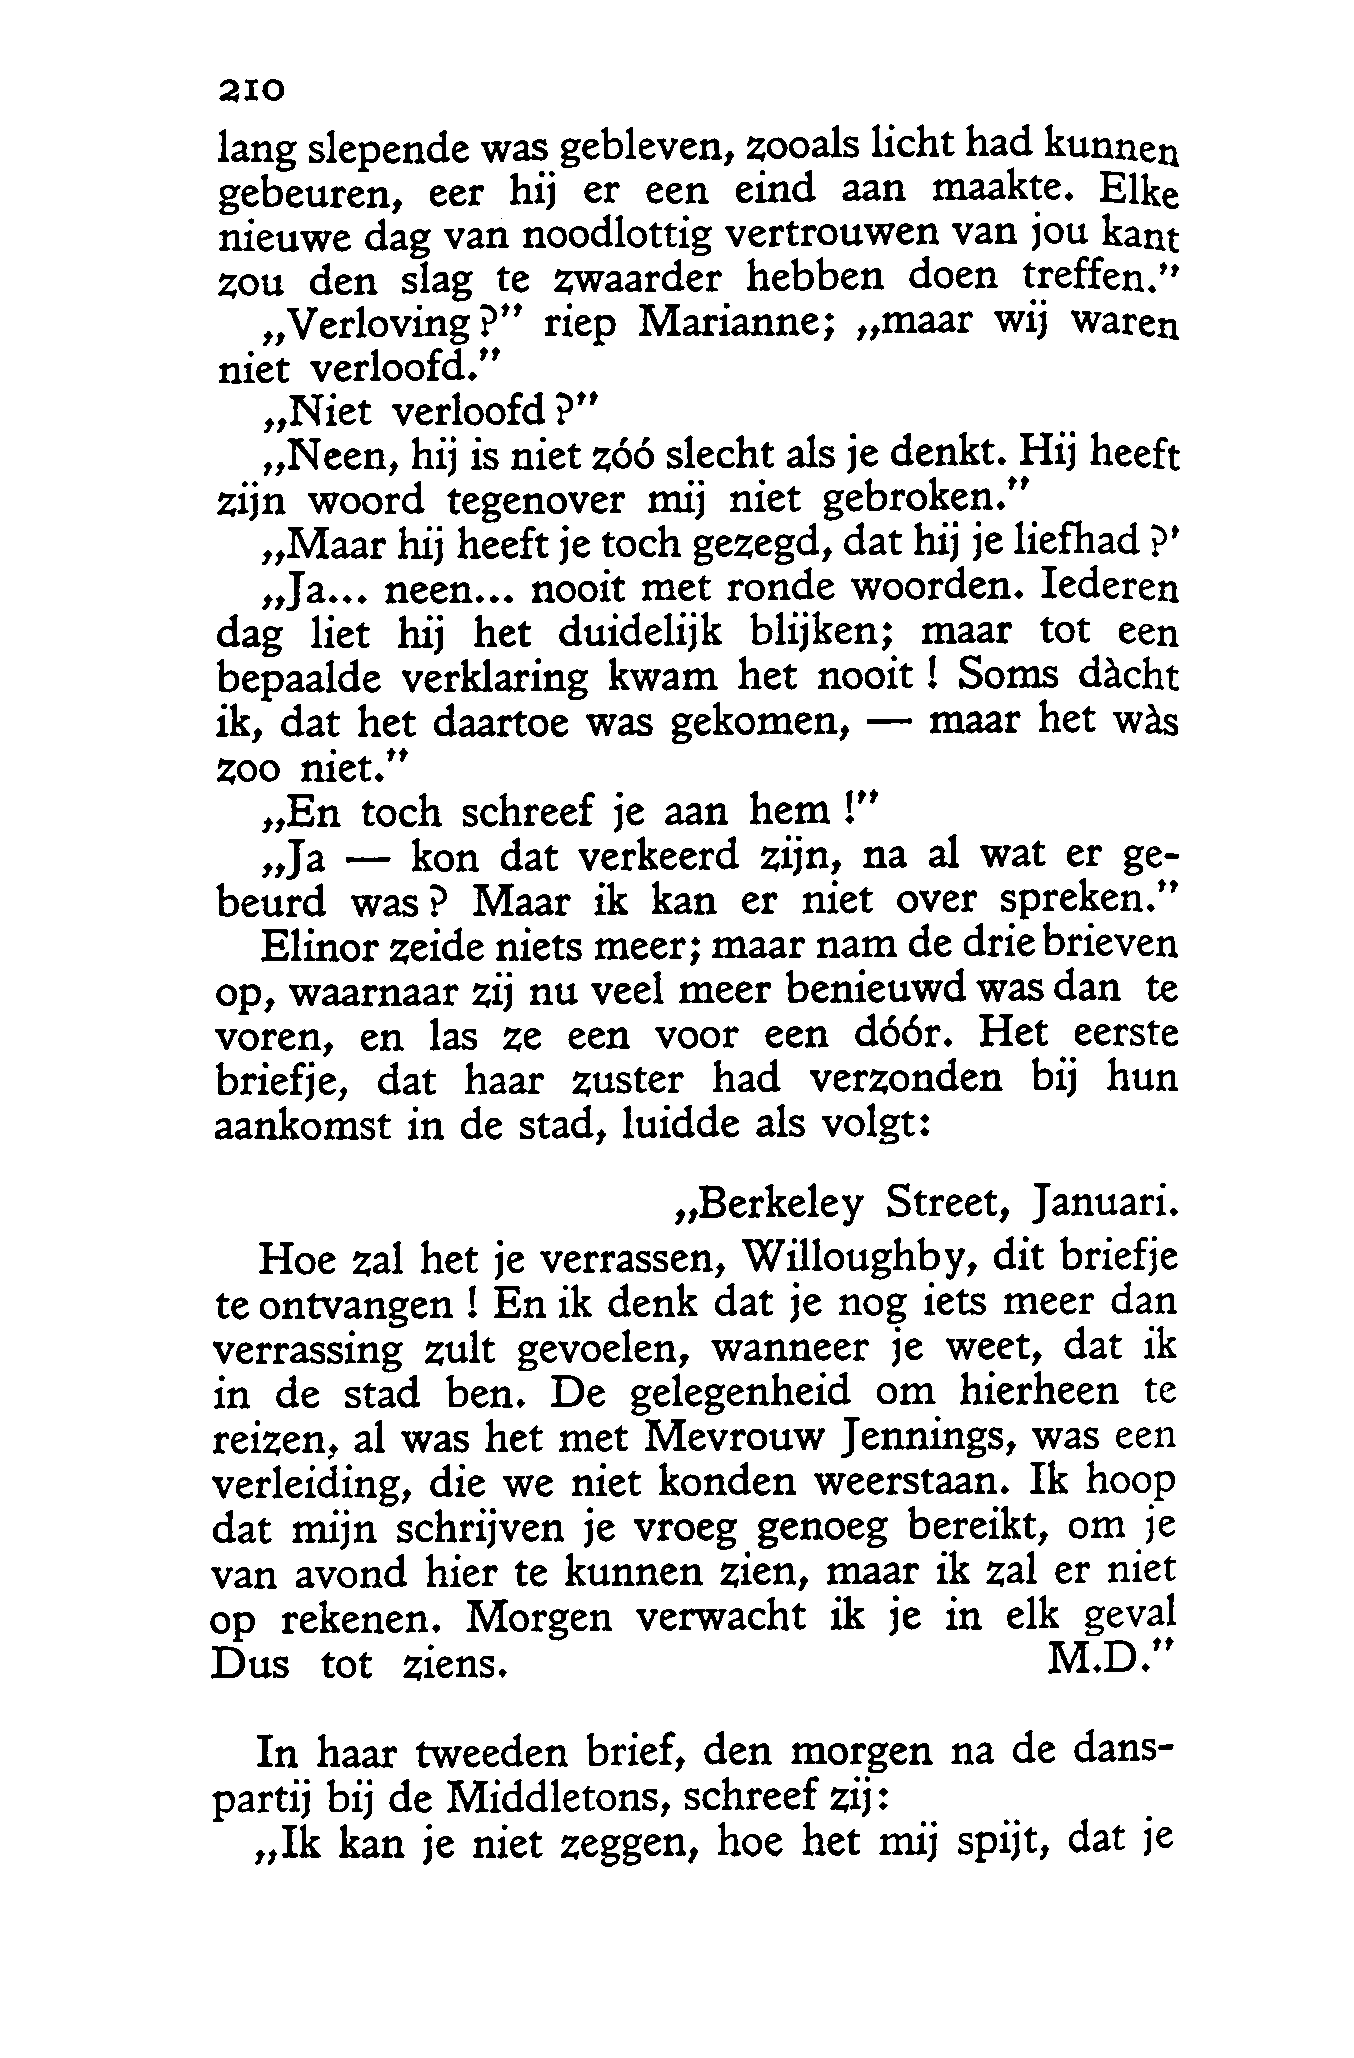 210
lang slepende was gebleven, zooals licht had kunnen
gebeuren, eer hij er een eind aan maakte. Elke
nieuwe dag van noodlottig vertrouwen van jou kant
zou den slag te zwaarder hebben doen treffen.”
„Verloving?” riep Marianne; „maar wij waren
niet verloofd.”
„Niet verloofd?”
„Neen, hij is niet zóó slecht als je denkt. Hij heeft
zijn woord tegenover mij niet gebroken.”
„Maar hij heeft je toch gezegd, dat hij je liefhad?’
„Ja... neen... nooit met ronde woorden. Iederen
dag liet hij het duidelijk blijken; maar tot een
bepaalde verklaring kwam het nooit! Soms dàcht
ik, dat het daartoe was gekomen, — maar het wàs
zoo niet.”
„En toch schreef je aan hem!”
„Ja — kon dat verkeerd zijn, na al wat er ge-
beurd was? Maar ik kan er niet over spreken.”
Elinor zeide niets meer; maar nam de drie brieven
op, waarnaar zij nu veel meer benieuwd was dan te
voren, en las ze een voor een dóór. Het eerste
briefje, dat haar zuster had verzonden bij hun
aankomst in de stad, luidde als volgt:
„Berkeley Street, Januari.
Hoe zal het je verrassen, Willoughby, dit briefje
te ontvangen! En ik denk dat je nog iets meer dan
verrassing zult gevoelen, wanneer je weet, dat ik
in de stad ben. De gelegenheid om hierheen te
reizen, al was het met Mevrouw Jennings, was een
verleiding, die we niet konden weerstaan. Ik hoop
dat mijn schrijven je vroeg genoeg bereikt, om je
van avond hier te kunnen zien, maar ik zal er niet
op rekenen. Morgen verwacht ik je in elk geval
Dus tot ziens. M.D.”
In haar tweeden brief, den morgen na de dans-
partij bij de Middletons, schreef zij:
„Ik kan je niet zeggen, hoe het mij spijt, dat je